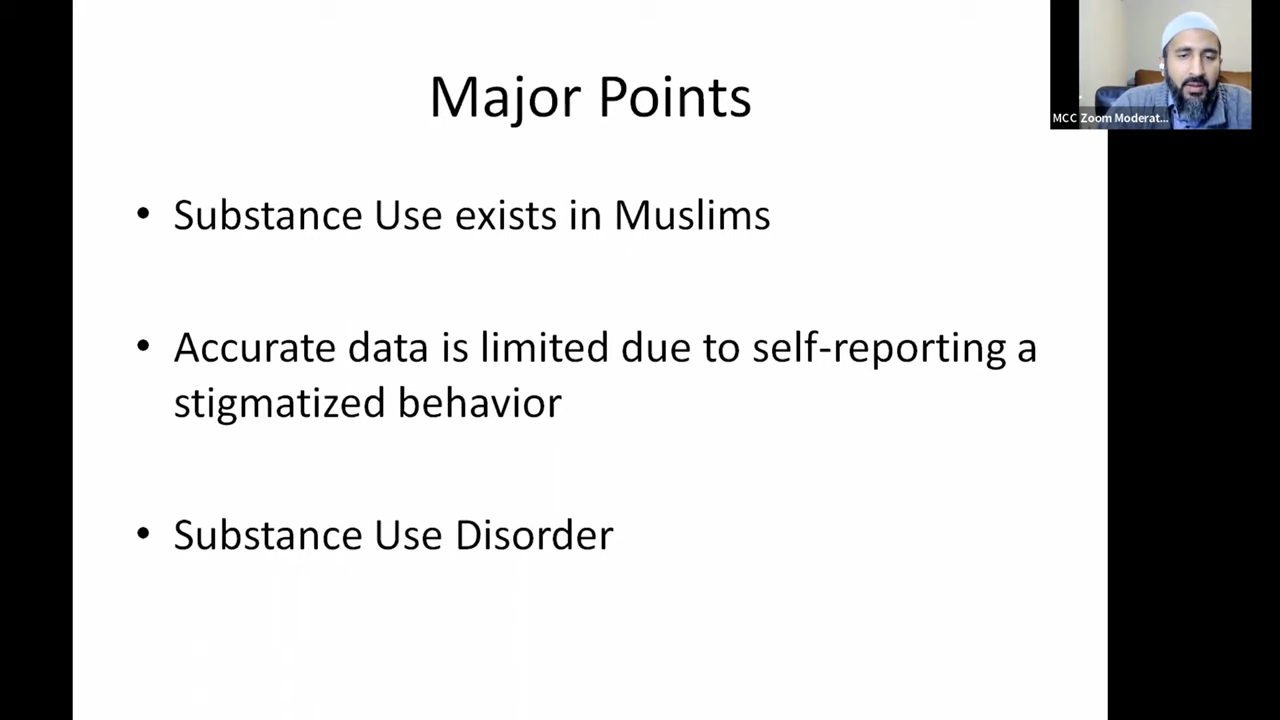 Major Points
MCC Zoom Moderat...
• Substance Use exists in Muslims
• Accurate data is limited due to self-reporting a
stigmatized behavior
• Substance Use Disorder